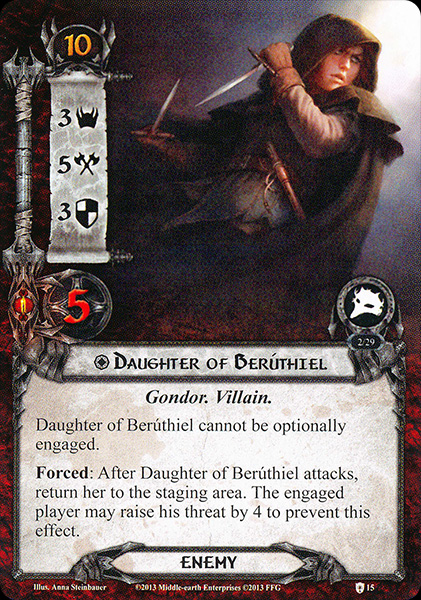 10
3
5
3
5
2/29
Daughter of Berúthiel
Gondor. Villain.
Daughter of Berúthiel cannot be optionally
engaged.
Forced: After Daughter of Berúthiel attacks,
return her to the staging area. The engaged
player may raise his threat by 4 to prevent this
effect.
ENEMY
Illus. Anna Steinbauer ©2013 Middle-earth Enterprises ©2013 FFG 15